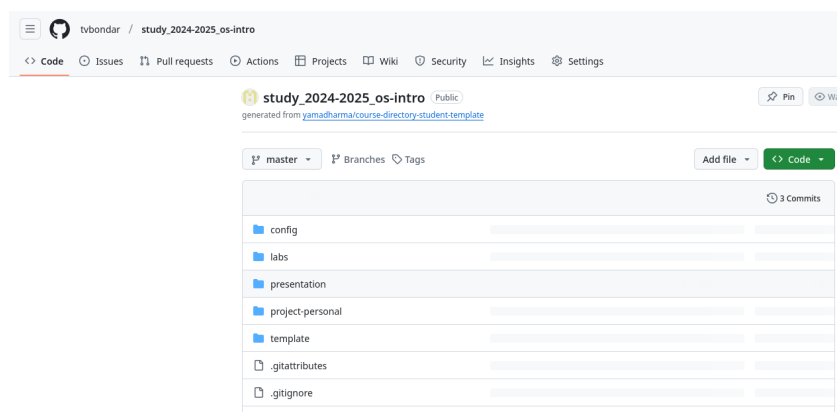 tvbondar / study_2024-2025_os-intro
Code Issues Pull requests Actions Projects Wiki Security Insights Settings
study_2024-2025_os-intro Public Pin
generated from yamadharma/course-directory-student-template
master Branches Tags Add file Code
3 Commits
config
labs
presentation
project-personal
template
.gitattributes
.gitignore